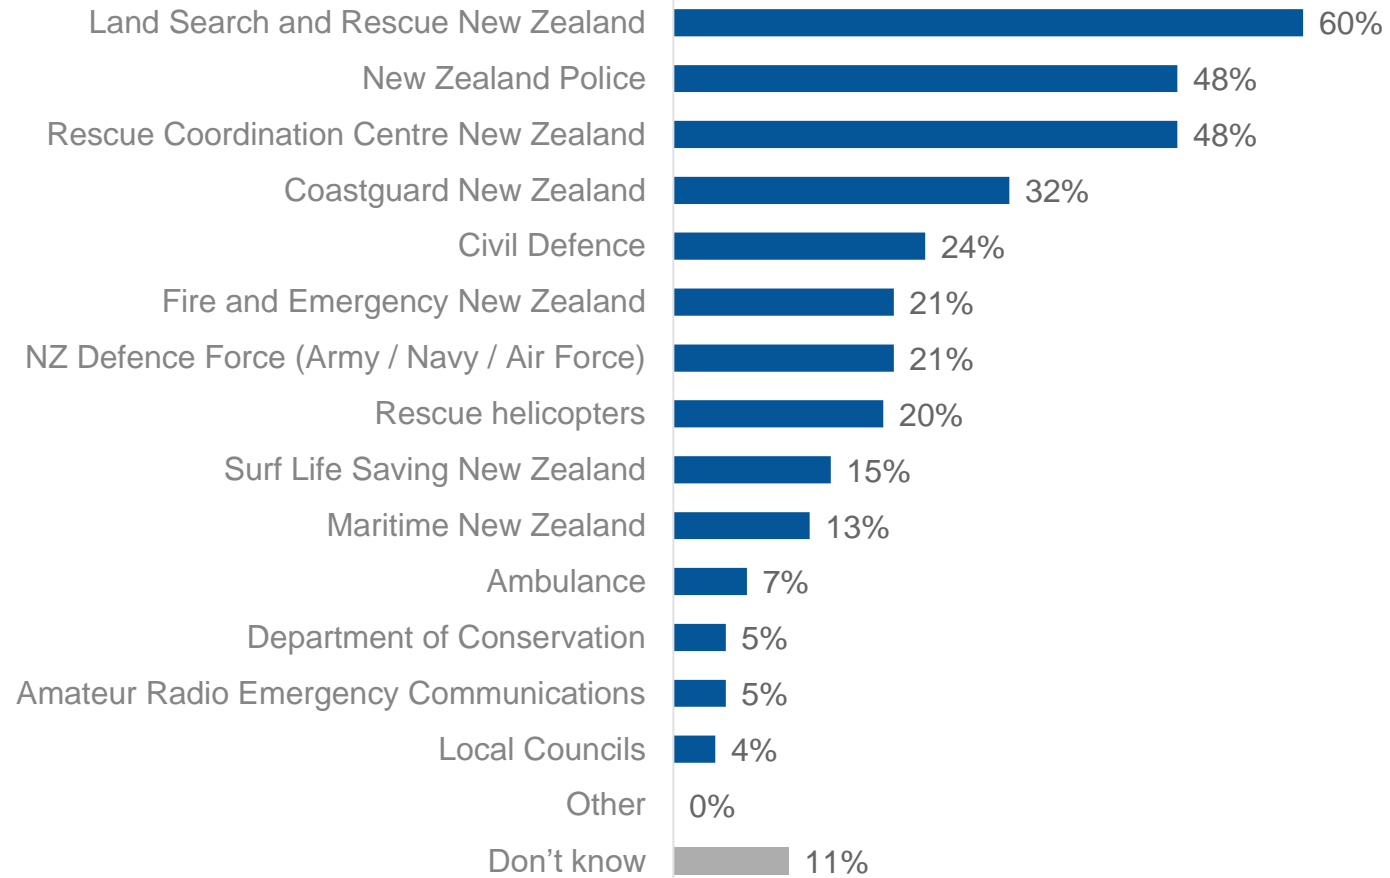 Land Search and Rescue New Zealand 60%
New Zealand Police 48%
Rescue Coordination Centre New Zealand 48%
Coastguard New Zealand 32%
Civil Defence 24%
Fire and Emergency New Zealand 21%
NZ Defence Force (Army / Navy / Air Force) 21%
Rescue helicopters 20%
Surf Life Saving New Zealand 15%
Maritime New Zealand 13%
Ambulance 7%
Department of Conservation 5%
Amateur Radio Emergency Communications 5%
Local Councils 4%
Other 0%
Don’t know 11%